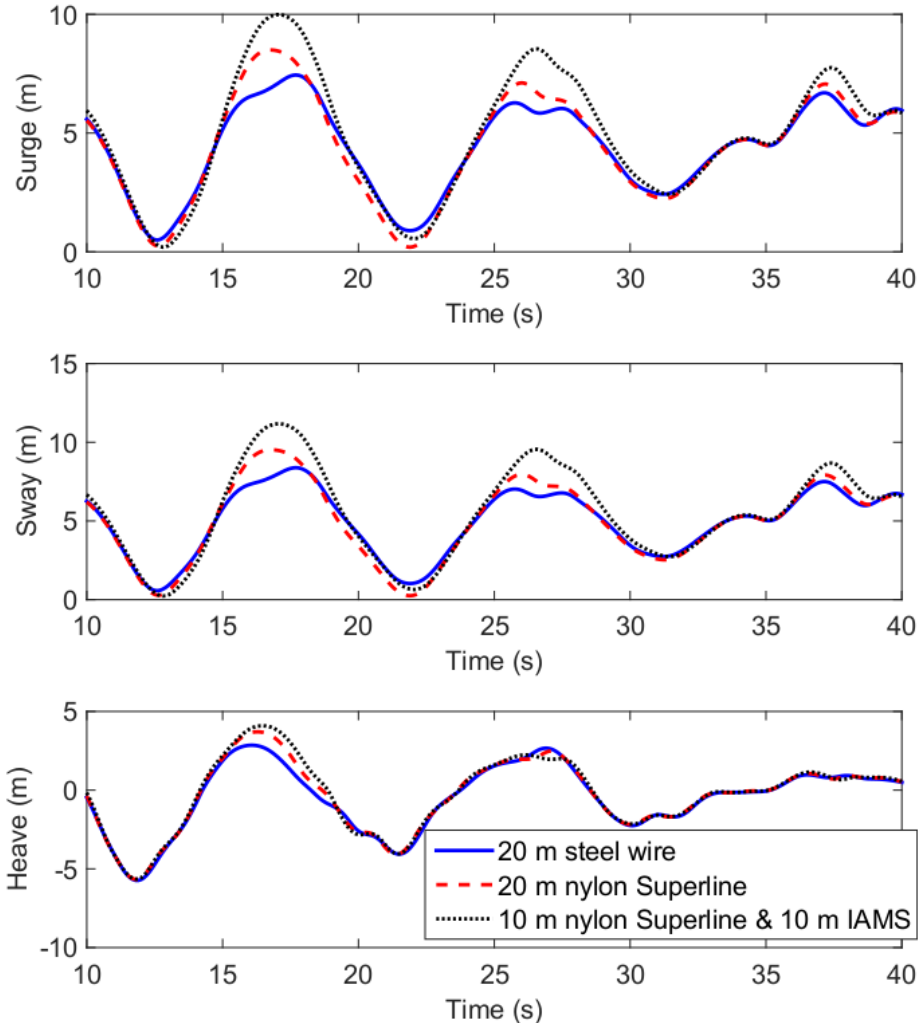 10
5
0
Surge (m)
10 15 20 25 30 35 40
Time (s)
15
10
5
0
Sway (m)
10 15 20 25 30 35 40
Time (s)
5
0
-5
-10
Heave (m)
20 m steel wire
20 m nylon Superline
10 m nylon Superline & 10 m IAMS
10 15 20 25 30 35 40
Time (s)